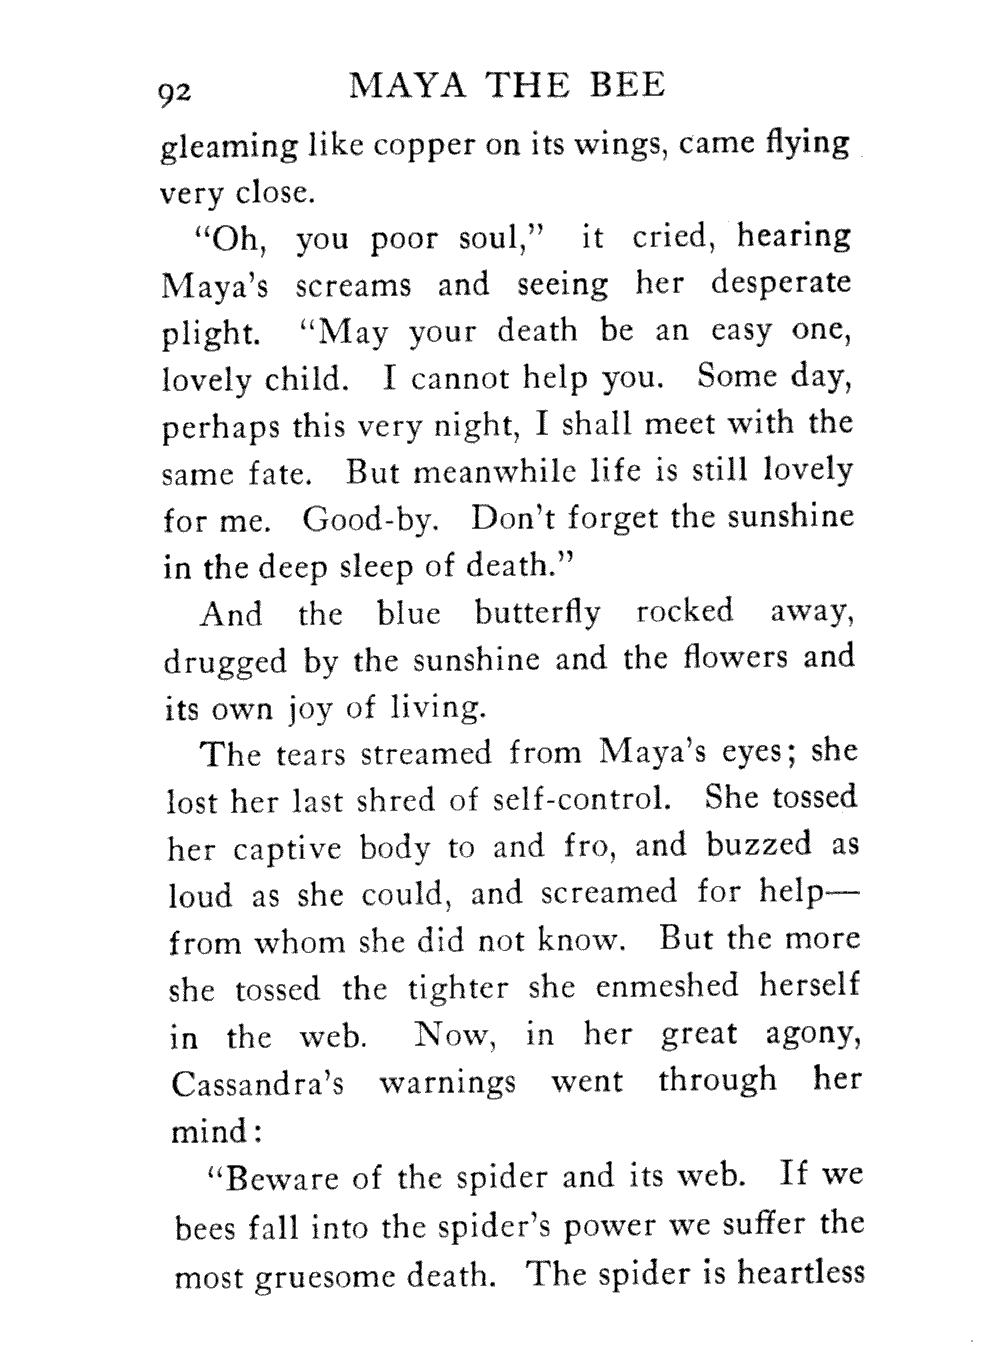 92 MAYA THE BEE
gleaming like copper on its wings, came flying
very close.
“Oh, you poor soul,” it cried, hearing
Maya’s screams and seeing her desperate
plight. “May your death be an easy one,
lovely child. I cannot help you. Some day,
perhaps this very night, I shall meet with the
same fate. But meanwhile life is still lovely
for me. Good-by. Don’t forget the sunshine
in the deep sleep of death.”
And the blue butterfly rocked away,
drugged by the sunshine and the flowers and
its own joy of living.
The tears streamed from Maya’s eyes; she
lost her last shred of self-control. She tossed
her captive body to and fro, and buzzed as
loud as she could, and screamed for help—
from whom she did not know. But the more
she tossed the tighter she enmeshed herself
in the web. Now, in her great agony,
Cassandra’s warnings went through her
mind:
“Beware of the spider and its web. If we
bees fall into the spider’s power we suffer the
most gruesome death. The spider is heartless